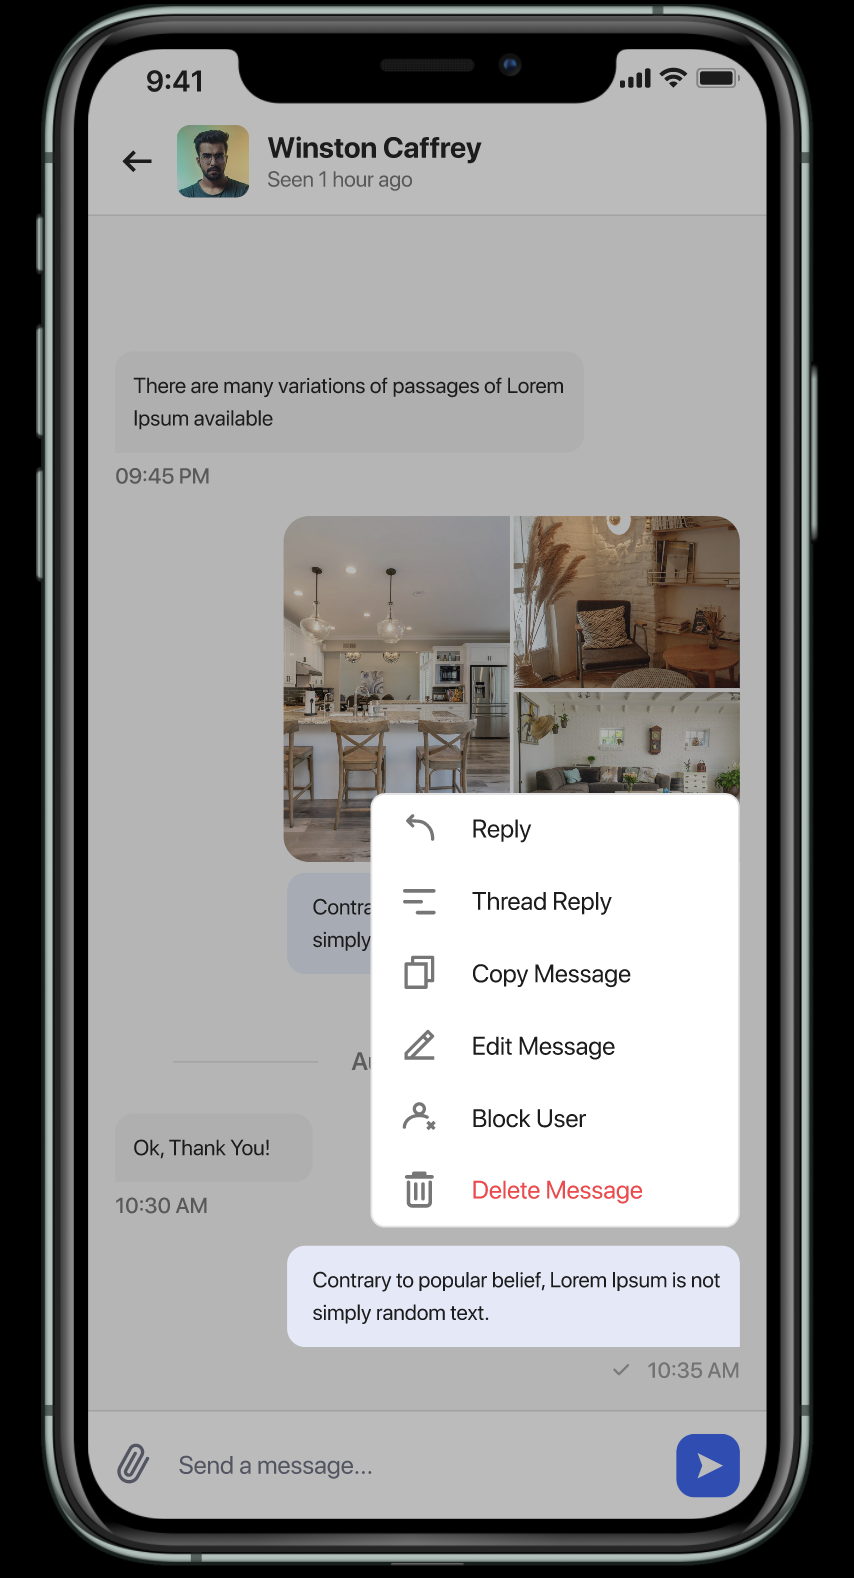 9:41
Winston Caffrey
Seen 1 hour ago
There are many variations of passages of Lorem
Ipsum available
09:45 PM
simply
Reply
Thread Reply
Copy Message
Edit Message
Block User
Delete Message
Ok, Thank You!
10:30 AM
Contrary to popular belief, Lorem Ipsum is not
simply random text.
10:35 AM
Send a message...